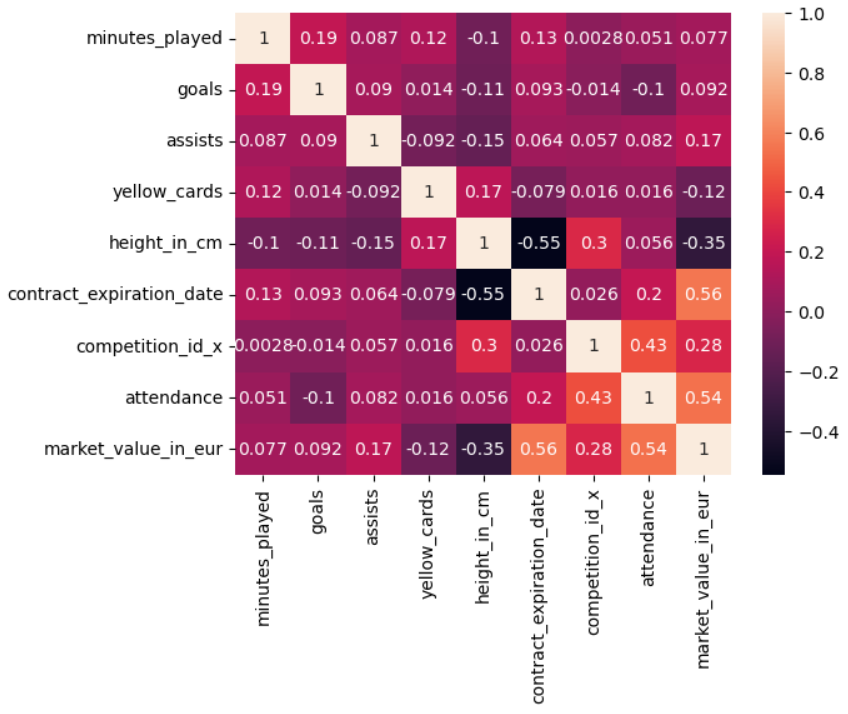 minutes_played 1 0.19 0.087 0.12 -0.1 0.13 0.0028 0.051 0.077
goals 0.19 1 0.09 0.014 -0.11 0.093 -0.014 -0.1 0.092
assists 0.087 0.09 1 -0.092 -0.15 0.064 0.057 0.082 0.17
yellow_cards 0.12 0.014 -0.092 1 0.17 -0.079 0.016 0.016 -0.12
height_in_cm -0.1 -0.11 -0.15 0.17 1 -0.55 0.3 0.056 -0.35
contract_expiration_date 0.13 0.093 0.064 -0.079 -0.55 1 0.026 0.2 0.56
competition_id_x 0.0028 -0.014 0.057 0.016 0.3 0.026 1 0.43 0.28
attendance 0.051 -0.1 0.082 0.016 0.056 0.2 0.43 1 0.54
market_value_in_eur 0.077 0.092 0.17 -0.12 -0.35 0.56 0.28 0.54 1
minutes_played
goals
assists
yellow_cards
height_in_cm
contract_expiration_date
competition_id_x
attendance
market_value_in_eur
1.0
0.8
0.6
0.4
0.2
0.0
−0.2
−0.4